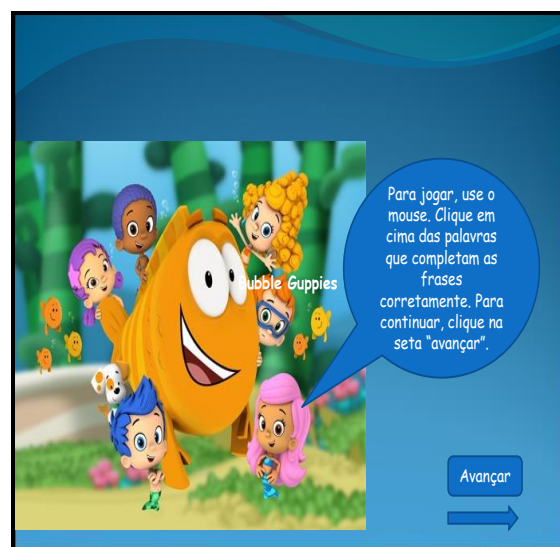 Para jogar, use o
mouse. Clique em
cima das palavras
que completam as
frases
corretamente. Para
continuar, clique na
seta "avançar".
Bubble Guppies
Avançar